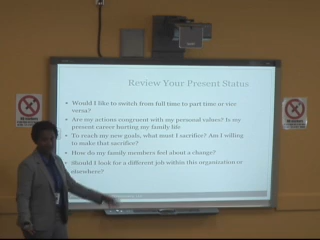 Review Your Present Status
Would I like to switch from full time to part time or vice
versa?
Are my actions congruent with my personal values? Is my
present career hurting my family life
To reach my new goals, what must I sacrifice? Am I willing
to make that sacrifice?
How do my family members feel about a change?
Should I look for a different job within this organization or
elsewhere?